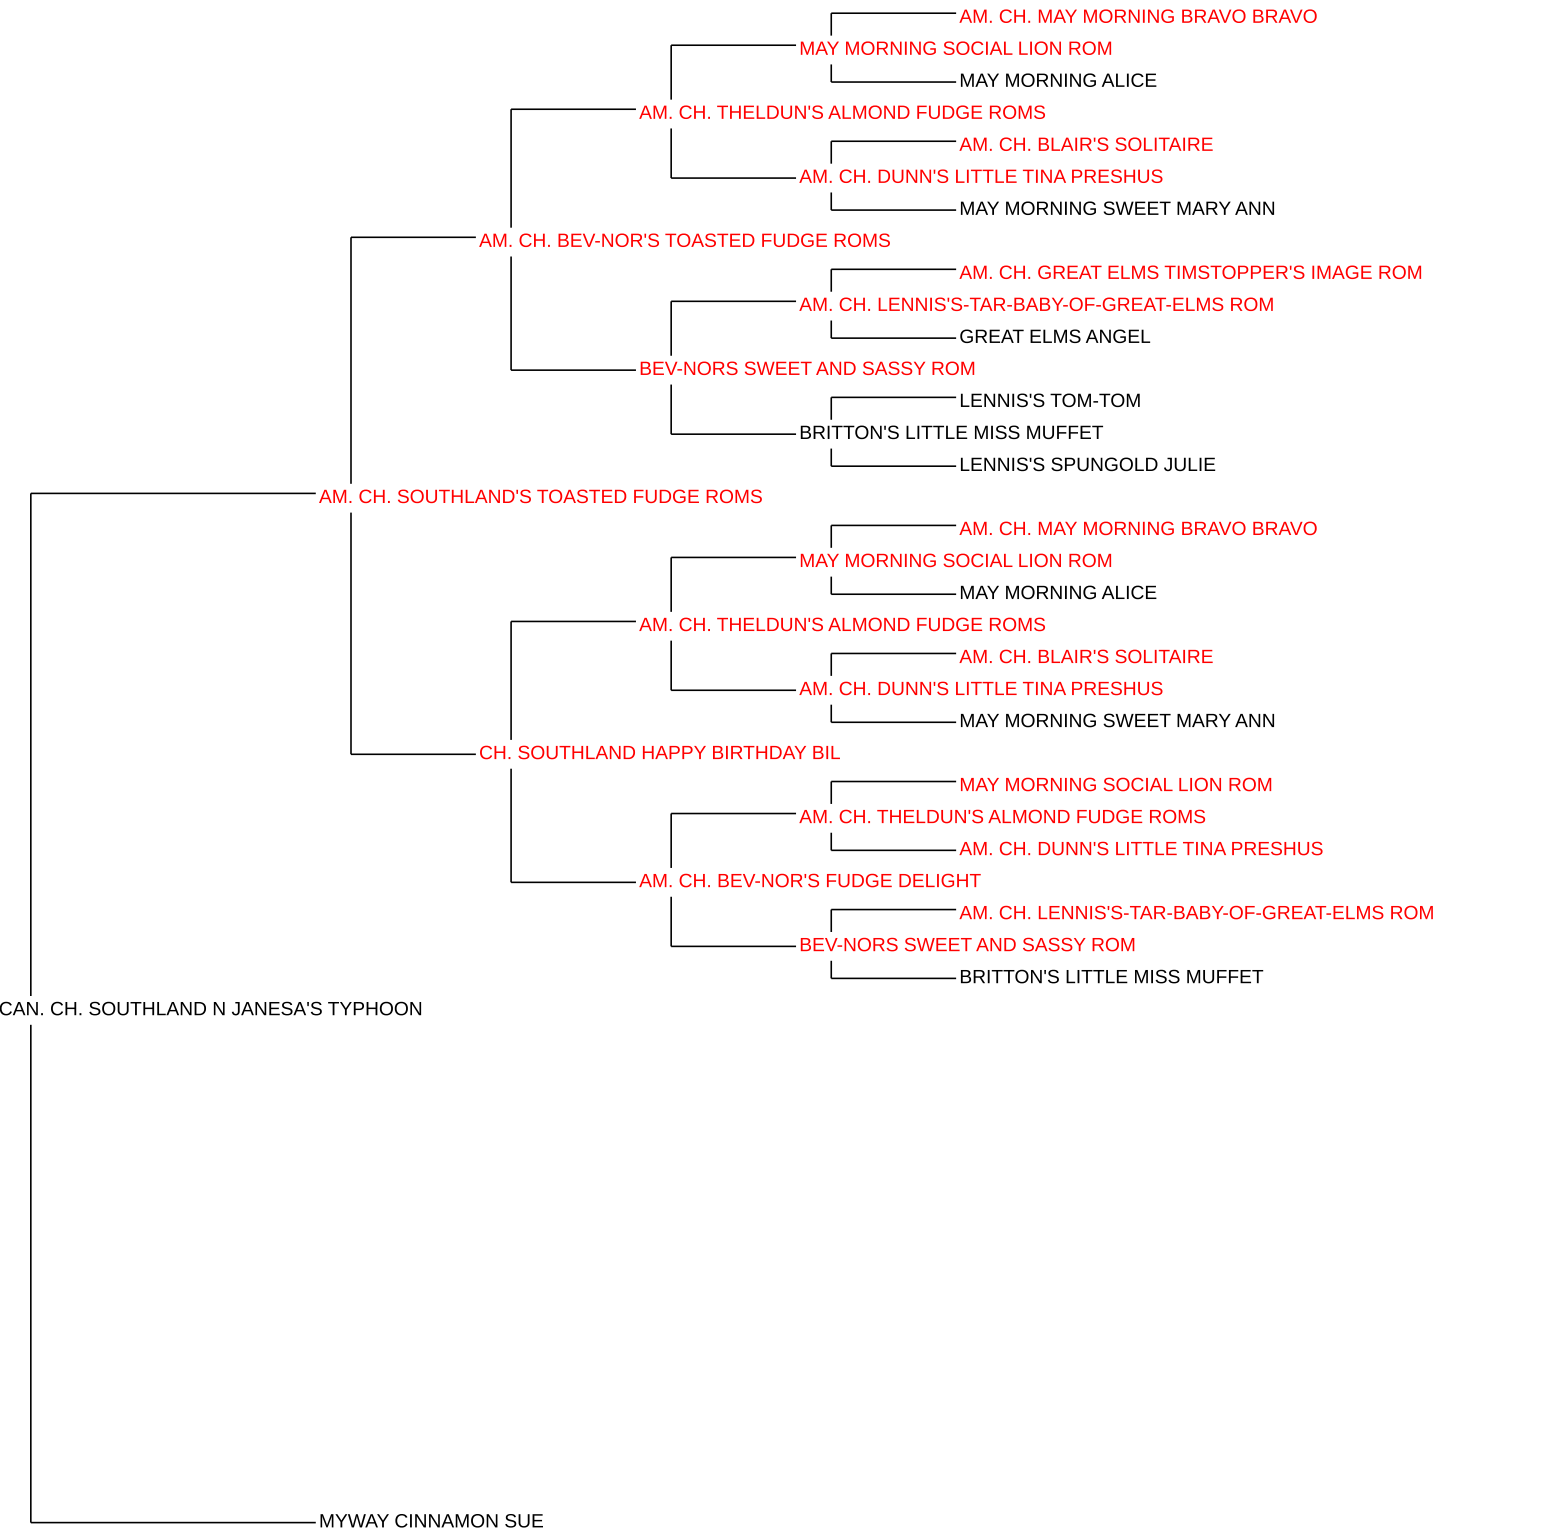 AM. CH. MAY MORNING BRAVO BRAVO
MAY MORNING SOCIAL LION ROM
MAY MORNING ALICE
AM. CH. THELDUN'S ALMOND FUDGE ROMS
AM. CH. BLAIR'S SOLITAIRE
AM. CH. DUNN'S LITTLE TINA PRESHUS
MAY MORNING SWEET MARY ANN
AM. CH. BEV-NOR'S TOASTED FUDGE ROMS
AM. CH. GREAT ELMS TIMSTOPPER'S IMAGE ROM
AM. CH. LENNIS'S-TAR-BABY-OF-GREAT-ELMS ROM
GREAT ELMS ANGEL
BEV-NORS SWEET AND SASSY ROM
LENNIS'S TOM-TOM
BRITTON'S LITTLE MISS MUFFET
LENNIS'S SPUNGOLD JULIE
AM. CH. SOUTHLAND'S TOASTED FUDGE ROMS
AM. CH. MAY MORNING BRAVO BRAVO
MAY MORNING SOCIAL LION ROM
MAY MORNING ALICE
AM. CH. THELDUN'S ALMOND FUDGE ROMS
AM. CH. BLAIR'S SOLITAIRE
AM. CH. DUNN'S LITTLE TINA PRESHUS
MAY MORNING SWEET MARY ANN
CH. SOUTHLAND HAPPY BIRTHDAY BIL
MAY MORNING SOCIAL LION ROM
AM. CH. THELDUN'S ALMOND FUDGE ROMS
AM. CH. DUNN'S LITTLE TINA PRESHUS
AM. CH. BEV-NOR'S FUDGE DELIGHT
AM. CH. LENNIS'S-TAR-BABY-OF-GREAT-ELMS ROM
BEV-NORS SWEET AND SASSY ROM
BRITTON'S LITTLE MISS MUFFET
CAN. CH. SOUTHLAND N JANESA'S TYPHOON
MYWAY CINNAMON SUE